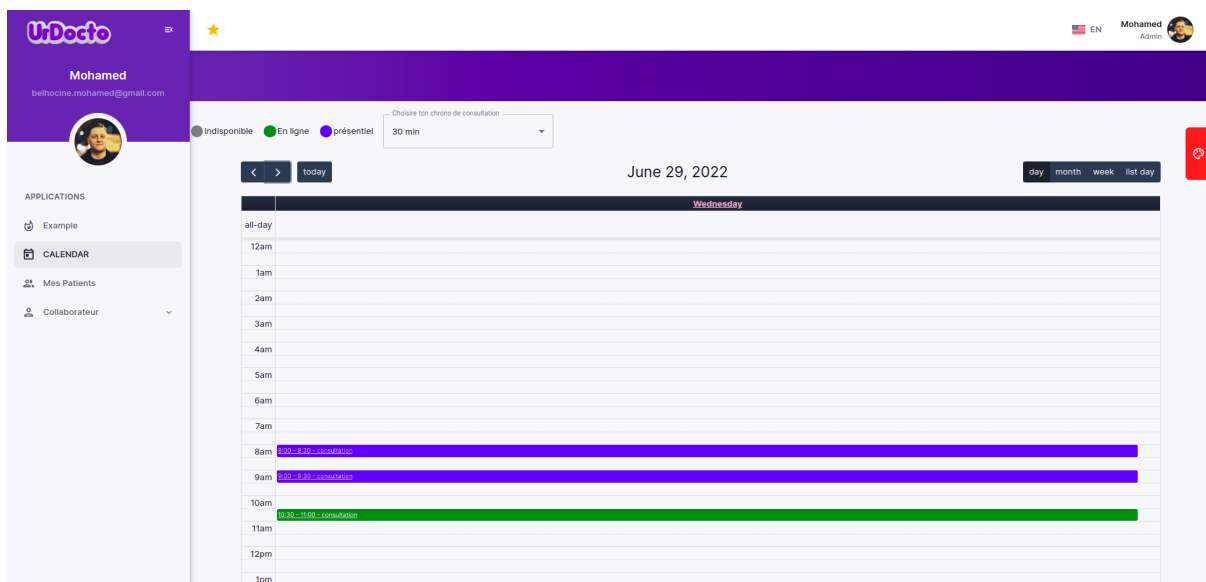 UrDocto
Mohamed
belhocine.mohamed@gmail.com
APPLICATIONS
Example
CALENDAR
Mes Patients
Collaborateur
EN
Mohamed
Admin
Indisponible
En ligne
présentiel
Choisire ton chrono de consultation
30 min
today
June 29, 2022
day
month
week
list day
Wednesday
all-day
12am
1am
2am
3am
4am
5am
6am
7am
8am
8:00 - 8:30 - consultation
9am
9:00 - 9:30 - consultation
10am
10:30 - 11:00 - consultation
11am
12pm
1pm